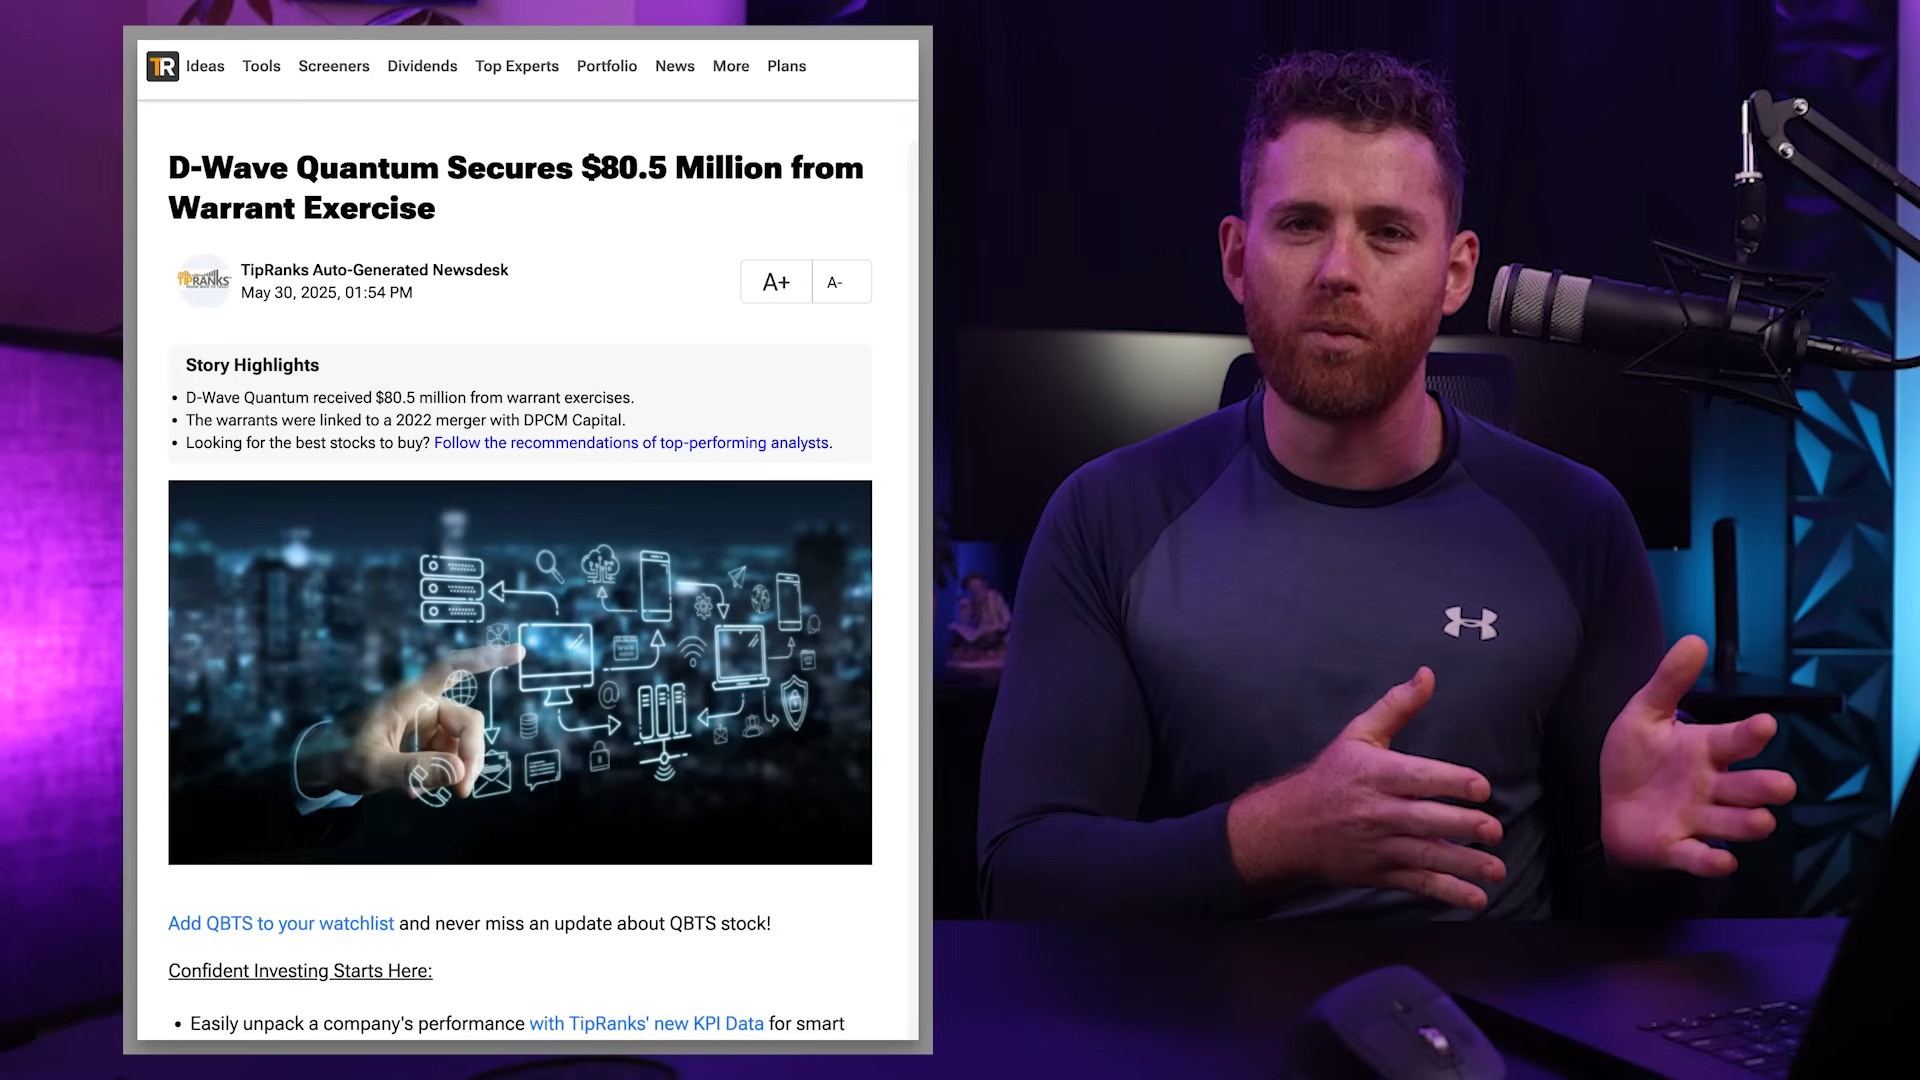 TR Ideas Tools Screeners Dividends Top Experts Portfolio News More Plans
D-Wave Quantum Secures $80.5 Million from
Warrant Exercise
TIPRANKS
TipRanks Auto-Generated Newsdesk
May 30, 2025, 01:54 PM
A+ A-
Story Highlights
• D-Wave Quantum received $80.5 million from warrant exercises.
• The warrants were linked to a 2022 merger with DPCM Capital.
• Looking for the best stocks to buy? Follow the recommendations of top-performing analysts.
WWW
@
Add QBTS to your watchlist and never miss an update about QBTS stock!
Confident Investing Starts Here:
• Easily unpack a company's performance with TipRanks' new KPI Data for smart